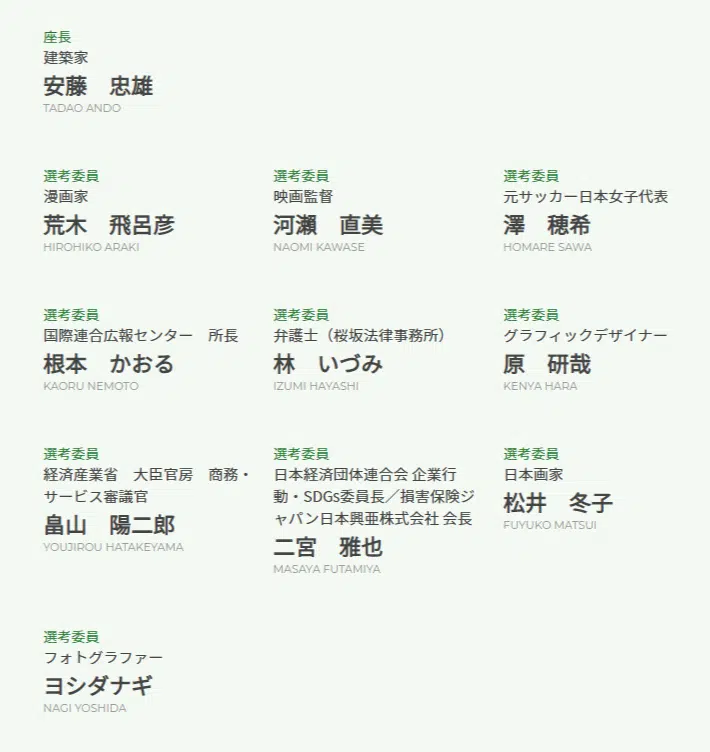 座長
建築家
安藤　忠雄
TADAO ANDO
選考委員
漫画家
荒木　飛呂彦
HIROHIKO ARAKI
選考委員
映画監督
河瀨　直美
NAOMI KAWASE
選考委員
元サッカー日本女子代表
澤　穂希
HOMARE SAWA
選考委員
国際連合広報センター　所長
根本　かおる
KAORU NEMOTO
選考委員
弁護士（桜坂法律事務所）
林　いづみ
IZUMI HAYASHI
選考委員
グラフィックデザイナー
原　研哉
KENYA HARA
選考委員
経済産業省　大臣官房　商務・
サービス審議官
畠山　陽二郎
YOUJIROU HATAKEYAMA
選考委員
日本経済団体連合会 企業行
動・SDGs委員長／損害保険ジ
ャパン日本興亜株式会社 会長
二宮　雅也
MASAYA FUTAMIYA
選考委員
日本画家
松井　冬子
FUYUKO MATSUI
選考委員
フォトグラファー
ヨシダナギ
NAGI YOSHIDA